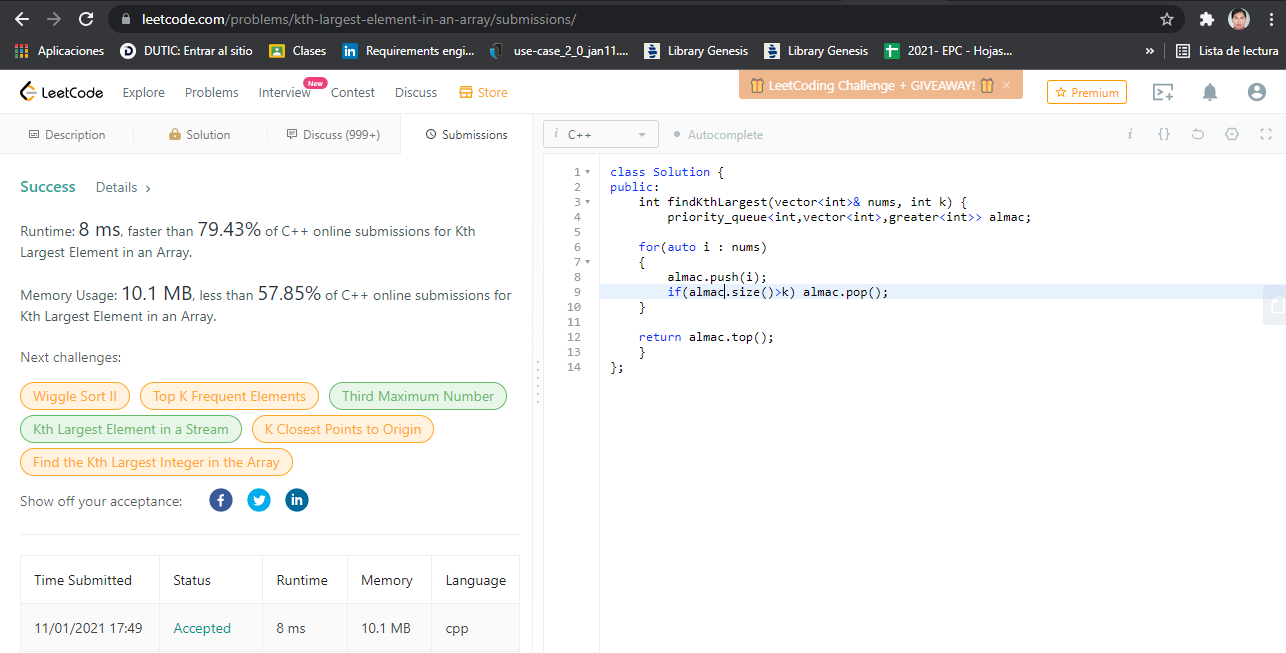 leetcode.com/problems/kth-largest-element-in-an-array/submissions/
Aplicaciones DUTIC: Entrar al sitio Clases Requirements engi... use-case_2_0_jan11.... Library Genesis Library Genesis 2021- EPC - Hojas... » Lista de lectura
LeetCode Explore Problems Interview New Contest Discuss Store LeetCoding Challenge + GIVEAWAY! × Premium
Description Solution Discuss (999+) Submissions
i C++ Autocomplete i {}
Success Details >
Runtime: 8 ms, faster than 79.43% of C++ online submissions for Kth
Largest Element in an Array.
Memory Usage: 10.1 MB, less than 57.85% of C++ online submissions for
Kth Largest Element in an Array.
Next challenges:
Wiggle Sort II Top K Frequent Elements Third Maximum Number
Kth Largest Element in a Stream K Closest Points to Origin
Find the Kth Largest Integer in the Array
Show off your acceptance:
Time Submitted Status Runtime Memory Language
11/01/2021 17:49 Accepted 8 ms 10.1 MB cpp
1 class Solution {
2 public:
3 int findKthLargest(vector<int>& nums, int k) {
4 priority_queue<int,vector<int>,greater<int>> almac;
5
6 for(auto i : nums)
7 {
8 almac.push(i);
9 if(almac.size()>k) almac.pop();
10 }
11
12 return almac.top();
13 }
14 };